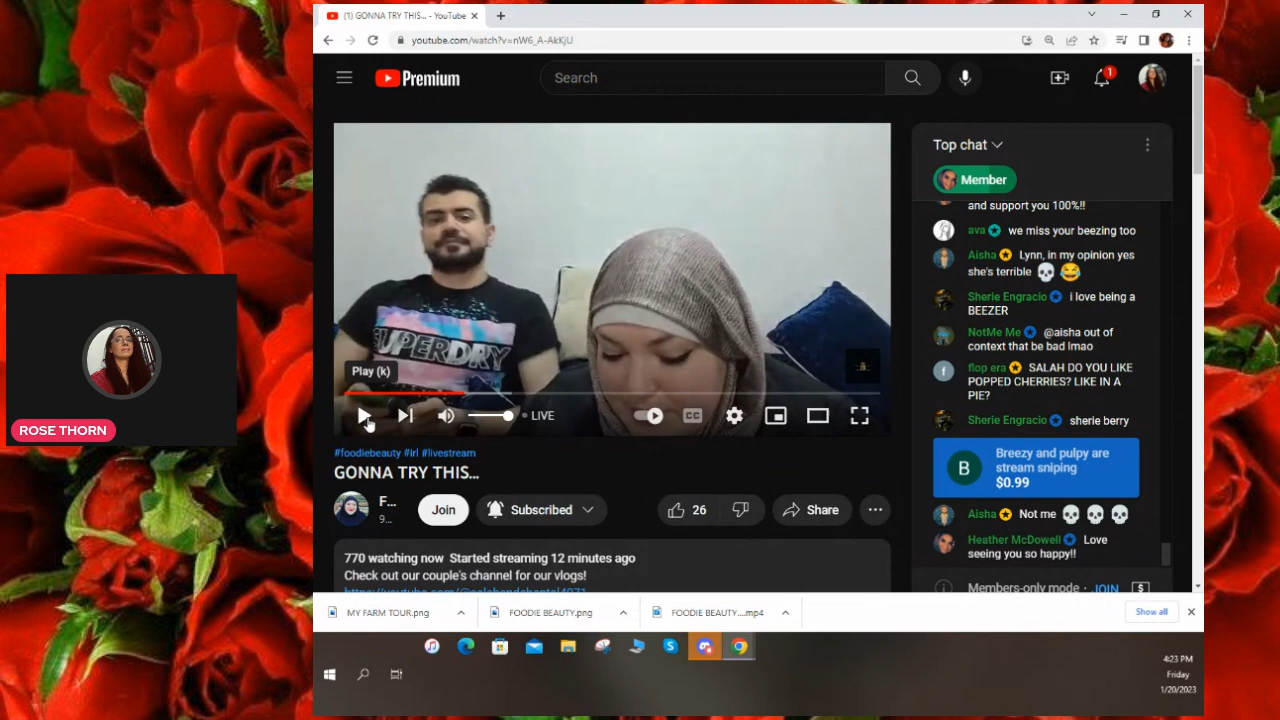 (1) GONNA TRY THIS... - YouTube
youtube.com/watch?v=nW6_A-AkKjU
Premium
Search
1
Top chat
Member
and support you 100%!!
ava we miss your beezing too
Aisha Lynn, in my opinion yes
she's terrible
Sherie Engracio i love being a
BEEZER
NotMe Me @aisha out of
context that be bad lmao
f
flop era SALAH DO YOU LIKE
POPPED CHERRIES? LIKE IN A
PIE?
Sherie Engracio sherie berry
B
Breezy and pulpy are
stream sniping
$0.99
Aisha Not me
Heather McDowell Love
seeing you so happy!!
Members-only mode · JOIN
SUPERDRY
Play (k)
LIVE
CC
#foodiebeauty #irl #livestream
GONNA TRY THIS...
F...
9...
Join
Subscribed
26
Share
770 watching now Started streaming 12 minutes ago
Check out our couple's channel for our vlogs!
MY FARM TOUR.png
FOODIE BEAUTY.png
FOODIE BEAUTY....mp4
Show all
4:23 PM
Friday
1/20/2023
ROSE THORN